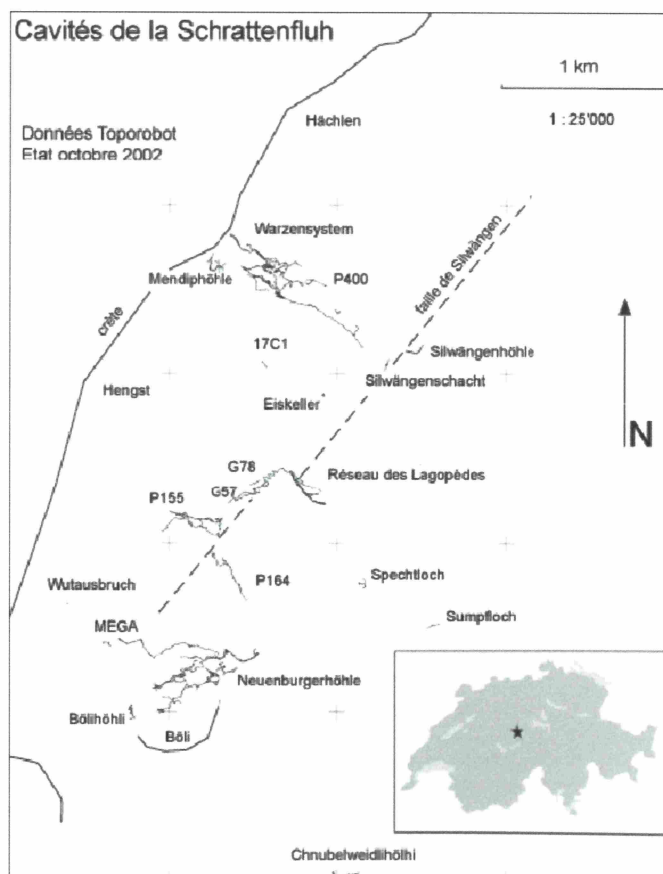 Cavités de la Schrattenfluh
1 km
1 : 25'000
Hächlen
Données Toporobot
Etat octobre 2002
Warzensystem
Mendiphöhle
P400
faille de Silwängen
crête
17C1
Silwängenhöhle
Silwängenschacht
Hengst
Eiskeller
N
G78
Réseau des Lagopèdes
G57
P155
Wutausbruch
P164
Spechtloch
Sumpfloch
MEGA
Neuenburgerhöhle
Bölihöhli
Böli
Chnubelweidlihölhi